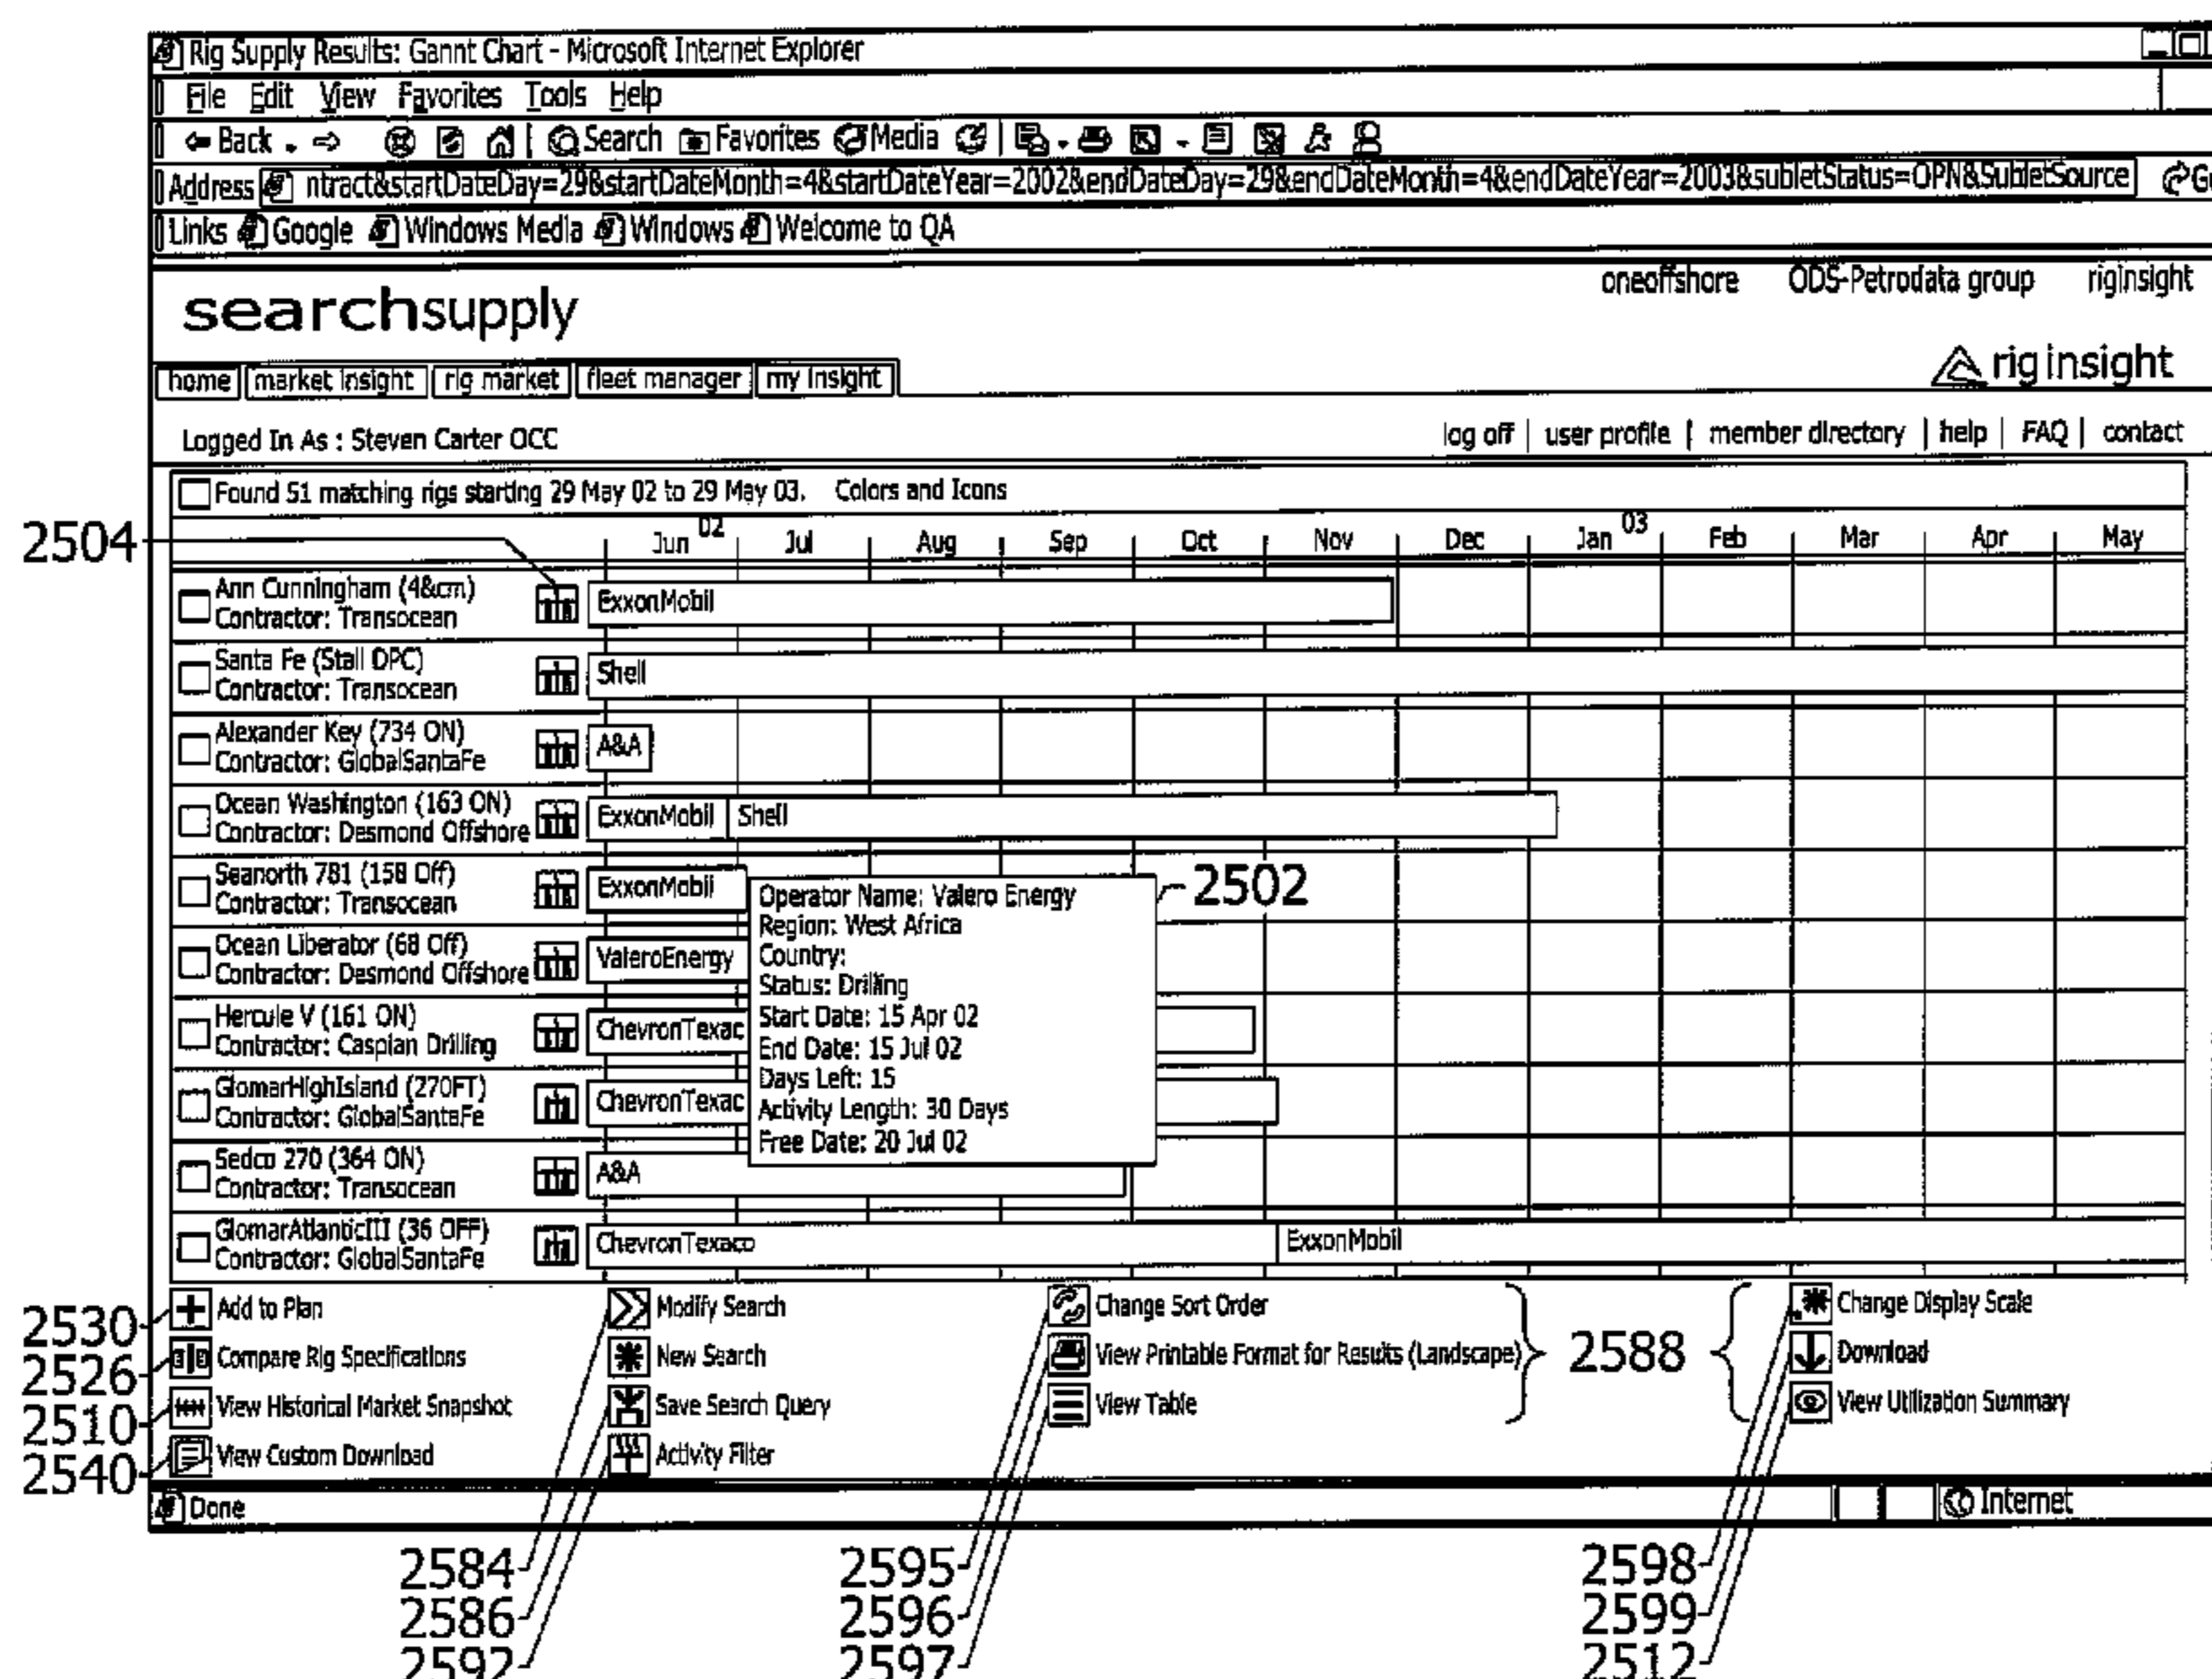 Rig Supply Results: Gannt Chart - Microsoft Internet Explorer
File Edit View Favorites Tools Help
Back Search Favorites Media
Address ntract&startDateDay=29&startDateMonth=4&startDateYear=2002&endDateDay=29&endDateMonth=4&endDateYear=2003&subletStatus=OPN&SubletSource
Links Google Windows Media Windows Welcome to QA
oneoffshore ODS-Petrodata group riginsight
searchsupply
rig insight
home market insight rig market fleet manager my insight
Logged In As : Steven Carter OCC log off | user profile | member directory | help | FAQ | contact
Found 51 matching rigs starting 29 May 02 to 29 May 03. Colors and Icons
2504
Jun 02 Jul Aug Sep Oct Nov Dec Jan 03 Feb Mar Apr May
Ann Cunningham (4&cm)
Contractor: Transocean
ExxonMobil
Santa Fe (Stall DPC)
Contractor: Transocean
Shell
Alexander Key (734 ON)
Contractor: GlobalSantaFe
A&A
Ocean Washington (163 ON)
Contractor: Desmond Offshore
ExxonMobil Shell
Seanorth 781 (158 Off)
Contractor: Transocean
ExxonMobil
2502
Operator Name: Valero Energy
Region: West Africa
Country:
Status: Drilling
Start Date: 15 Apr 02
End Date: 15 Jul 02
Days Left: 15
Activity Length: 30 Days
Free Date: 20 Jul 02
Ocean Liberator (68 Off)
Contractor: Desmond Offshore
ValeroEnergy
Hercule V (161 ON)
Contractor: Caspian Drilling
ChevronTexac
GlomarHighIsland (270FT)
Contractor: GlobalSantaFe
ChevronTexac
Sedco 270 (364 ON)
Contractor: Transocean
A&A
GlomarAtlanticIII (36 OFF)
Contractor: GlobalSantaFe
ChevronTexaco ExxonMobil
2530 Add to Plan Modify Search Change Sort Order Change Display Scale
2526 Compare Rig Specifications New Search View Printable Format for Results (Landscape) 2588 Download
2510 View Historical Market Snapshot Save Search Query View Table View Utilization Summary
2540 View Custom Download Activity Filter
Done Internet
2584 2595 2598
2586 2596 2599
2592 2597 2512